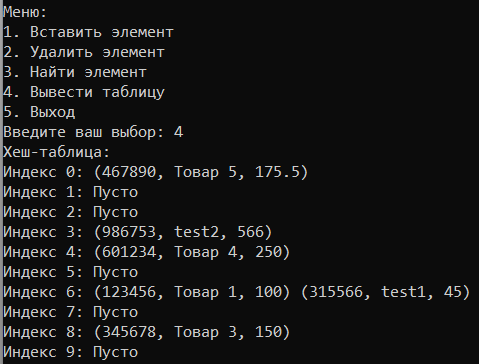 Меню:
1. Вставить элемент
2. Удалить элемент
3. Найти элемент
4. Вывести таблицу
5. Выход
Введите ваш выбор: 4
Хеш-таблица:
Индекс 0: (467890, Товар 5, 175.5)
Индекс 1: Пусто
Индекс 2: Пусто
Индекс 3: (986753, test2, 566)
Индекс 4: (601234, Товар 4, 250)
Индекс 5: Пусто
Индекс 6: (123456, Товар 1, 100) (315566, test1, 45)
Индекс 7: Пусто
Индекс 8: (345678, Товар 3, 150)
Индекс 9: Пусто